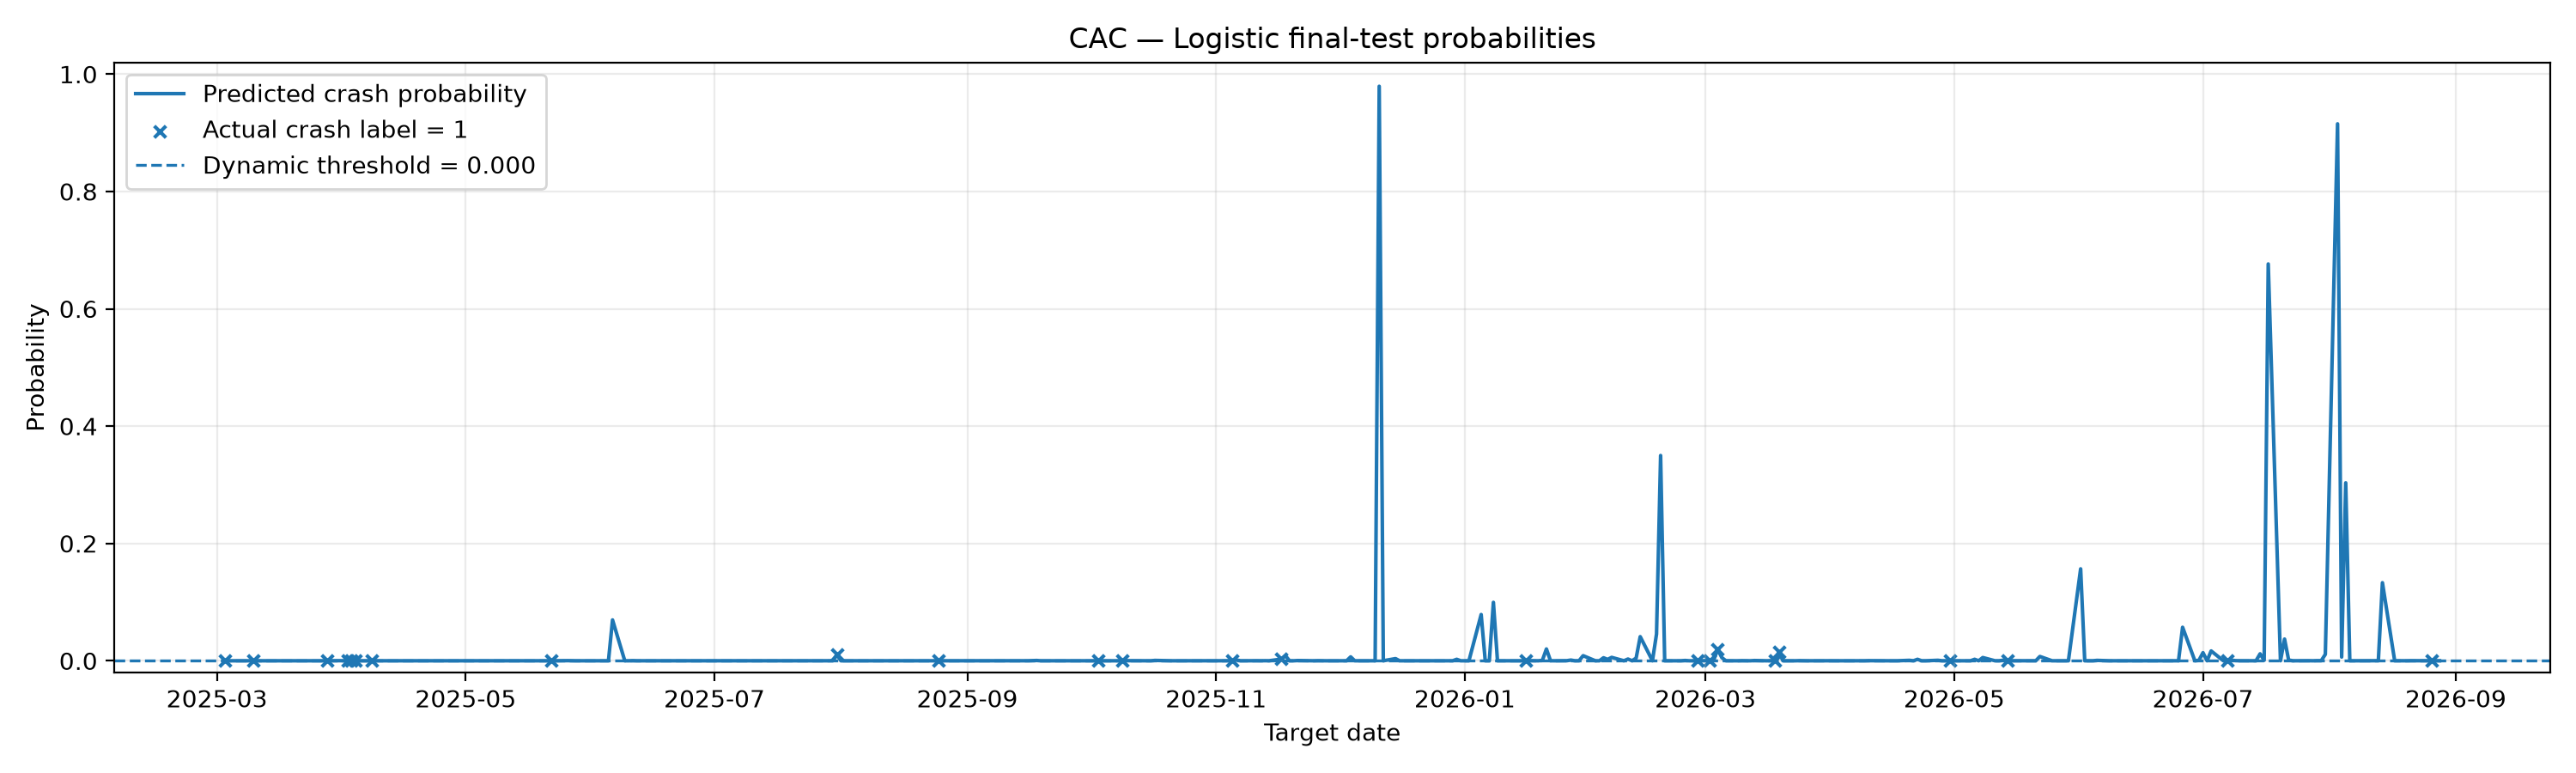 CAC — Logistic final-test probabilities
Predicted crash probability
Actual crash label = 1
Dynamic threshold = 0.000
1.0
0.8
0.6
0.4
0.2
0.0
Probability
2025-03 2025-05 2025-07 2025-09 2025-11 2026-01 2026-03 2026-05 2026-07 2026-09
Target date